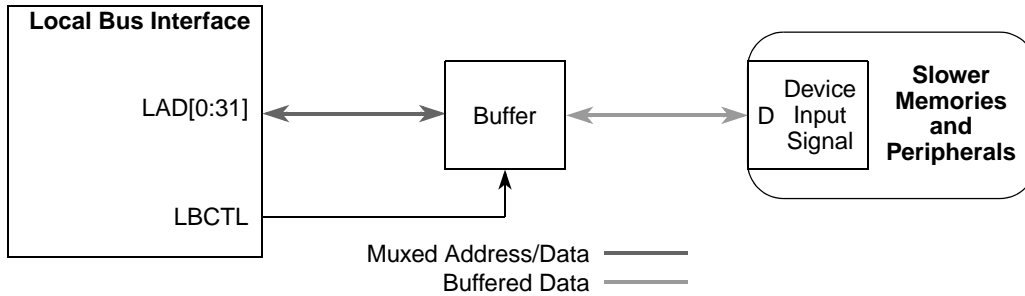 Local Bus Interface
LAD[0:31]
LBCTL
Buffer
D
Device
Input
Signal
Slower
Memories
and
Peripherals
Muxed Address/Data
Buffered Data